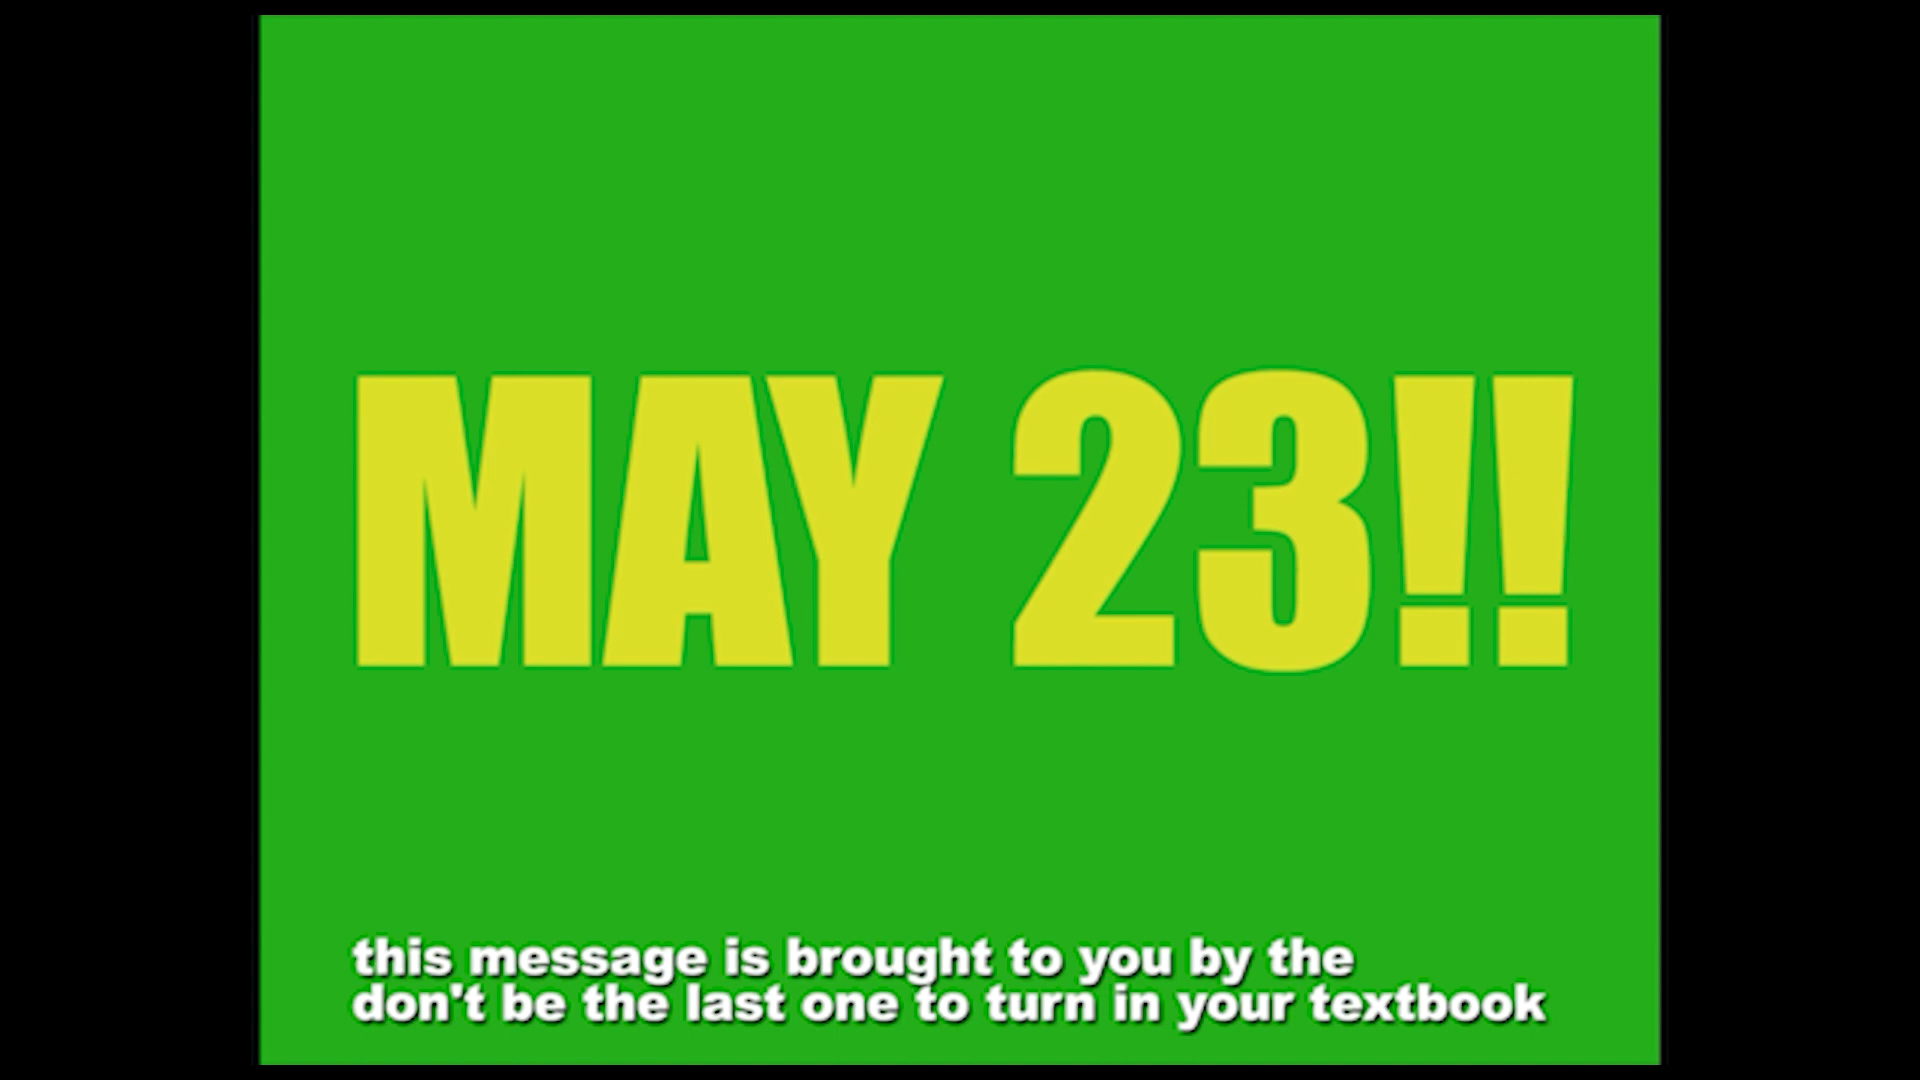 MAY 23!!
this message is brought to you by the
don't be the last one to turn in your textbook